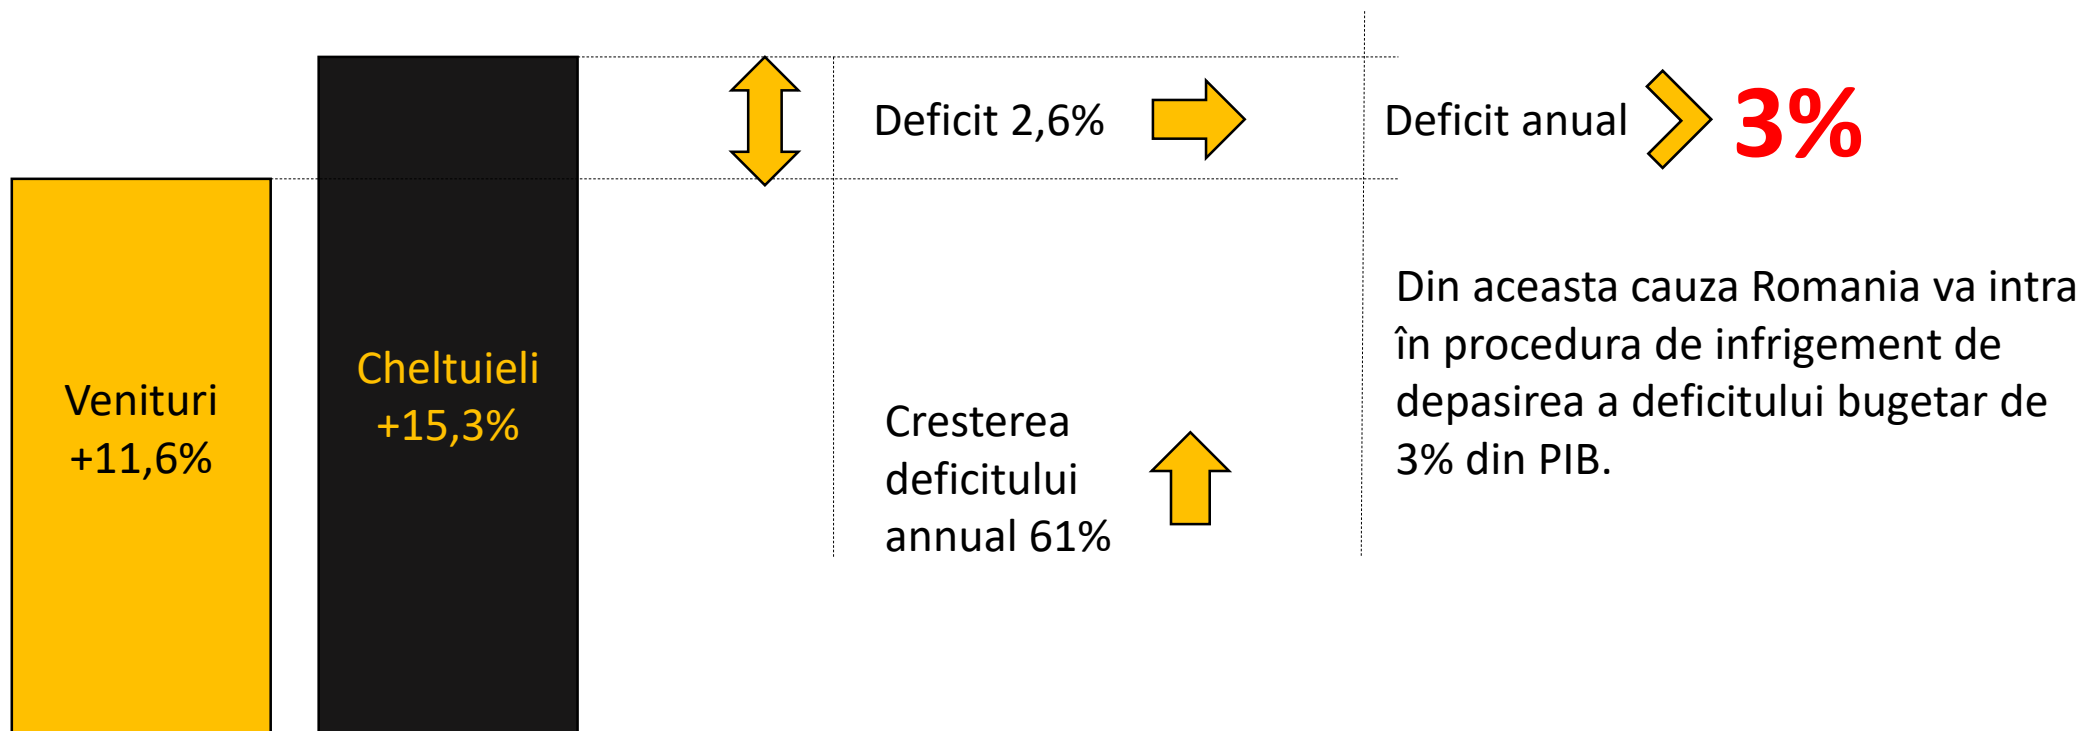 Venituri
+11,6%
Cheltuieli
+15,3%
Deficit 2,6%
Cresterea
deficitului
annual 61%
Deficit anual
3%
Din aceasta cauza Romania va intra
în procedura de infrigement de
depasirea a deficitului bugetar de
3% din PIB.